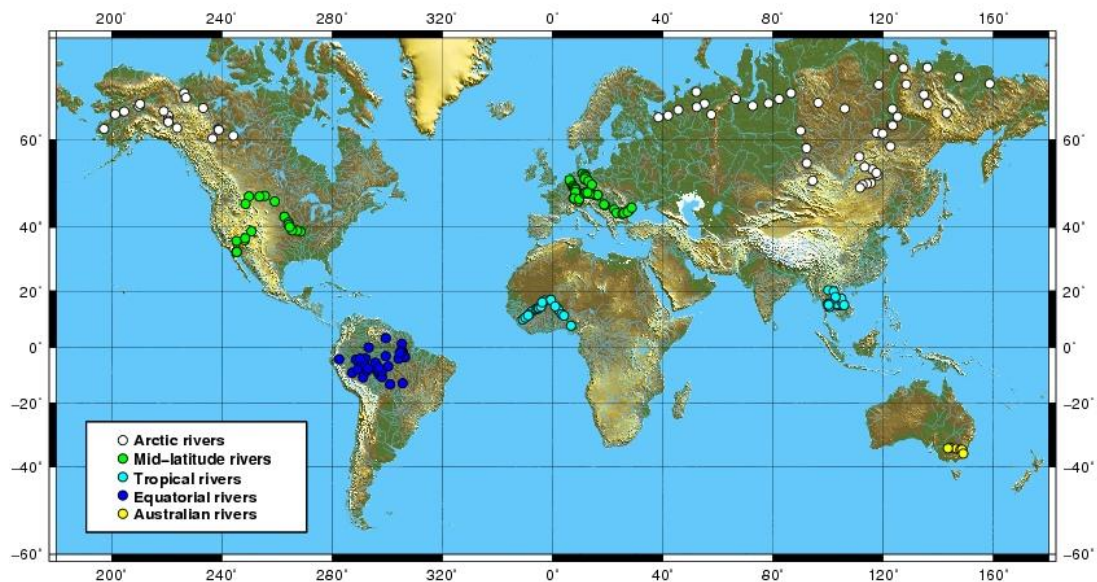 200° 240° 280° 320° 0° 40° 80° 120° 160°
60° 60°
40° 40°
20° 20°
0° 0°
−20° −20°
−40° −40°
−60° −60°
Arctic rivers
Mid−latitude rivers
Tropical rivers
Equatorial rivers
Australian rivers
200° 240° 280° 320° 0° 40° 80° 120° 160°